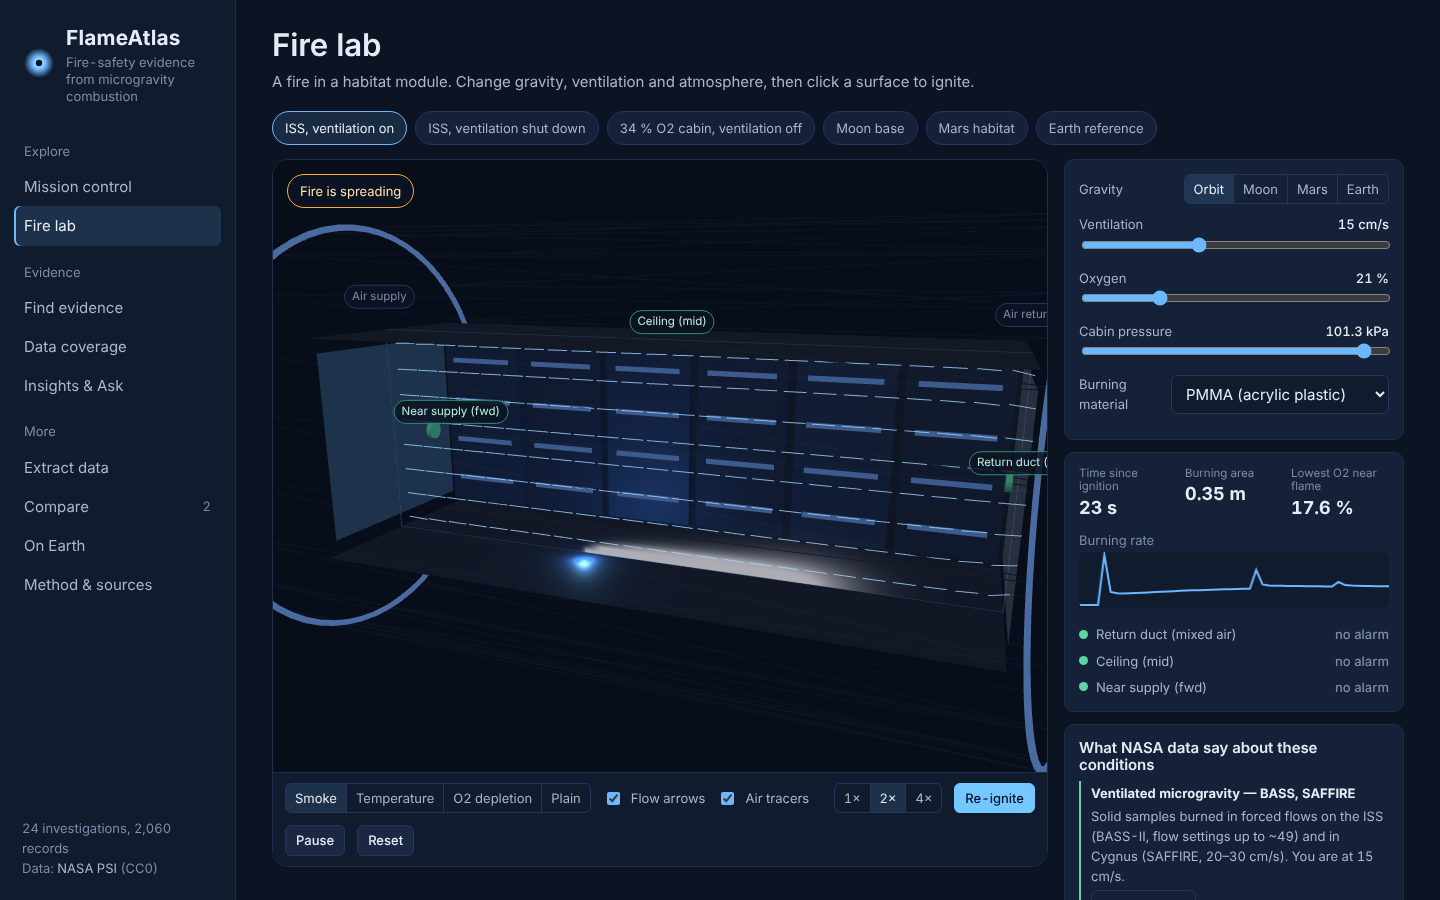 FlameAtlas
Fire-safety evidence
from microgravity
combustion
Explore
Mission control
Fire lab
Evidence
Find evidence
Data coverage
Insights & Ask
More
Extract data
Compare 2
On Earth
Method & sources
24 investigations, 2,060
records
Data: NASA PSI (CC0)
Fire lab
A fire in a habitat module. Change gravity, ventilation and atmosphere, then click a surface to ignite.
ISS, ventilation on
ISS, ventilation shut down
34 % O2 cabin, ventilation off
Moon base
Mars habitat
Earth reference
Fire is spreading
Air supply
Ceiling (mid)
Air retur
Near supply (fwd)
Return duct (
Smoke Temperature O2 depletion Plain Flow arrows Air tracers 1× 2× 4× Re-ignite
Pause Reset
Gravity Orbit Moon Mars Earth
Ventilation 15 cm/s
Oxygen 21 %
Cabin pressure 101.3 kPa
Burning
material
PMMA (acrylic plastic)
Time since
ignition
23 s
Burning area
0.35 m
Lowest O2 near
flame
17.6 %
Burning rate
Return duct (mixed air) no alarm
Ceiling (mid) no alarm
Near supply (fwd) no alarm
What NASA data say about these
conditions
Ventilated microgravity — BASS, SAFFIRE
Solid samples burned in forced flows on the ISS
(BASS-II, flow settings up to ~49) and in
Cygnus (SAFFIRE, 20–30 cm/s). You are at 15
cm/s.